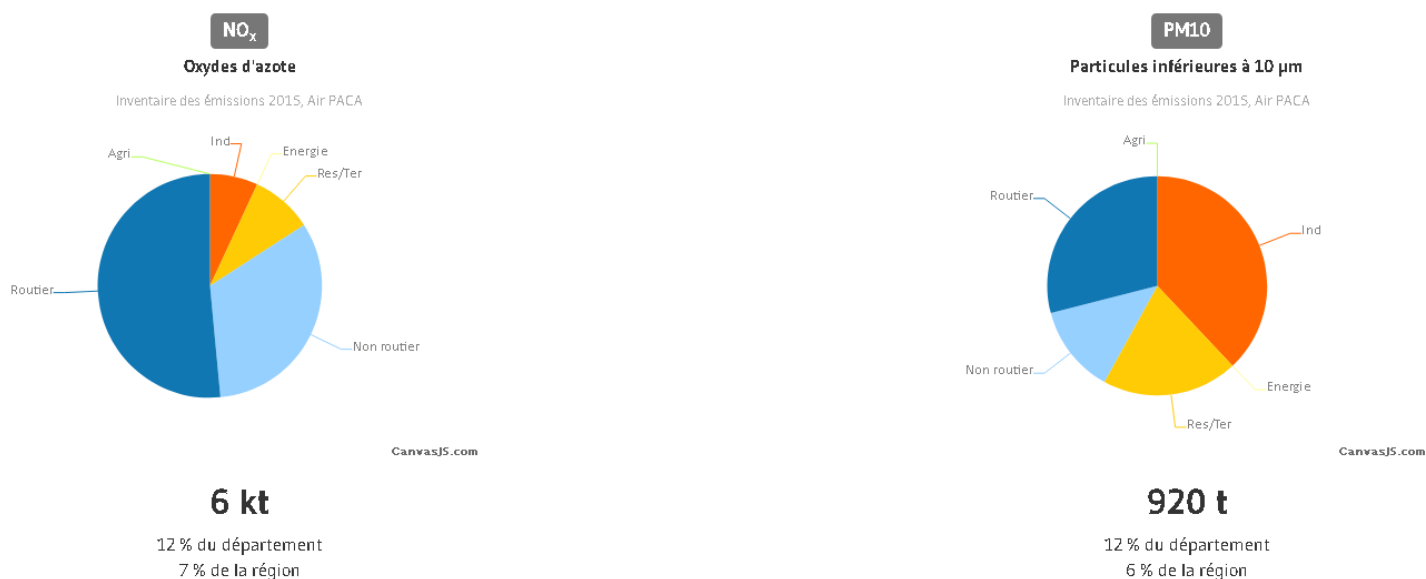 NOx
Oxydes d'azote
Inventaire des émissions 2015, Air PACA
Ind
Agri
Energie
Res/Ter
Routier
Non routier
CanvasJS.com
6 kt
12 % du département
7 % de la région
PM10
Particules inférieures à 10 µm
Inventaire des émissions 2015, Air PACA
Agri
Routier
Ind
Non routier
Energie
Res/Ter
CanvasJS.com
920 t
12 % du département
6 % de la région